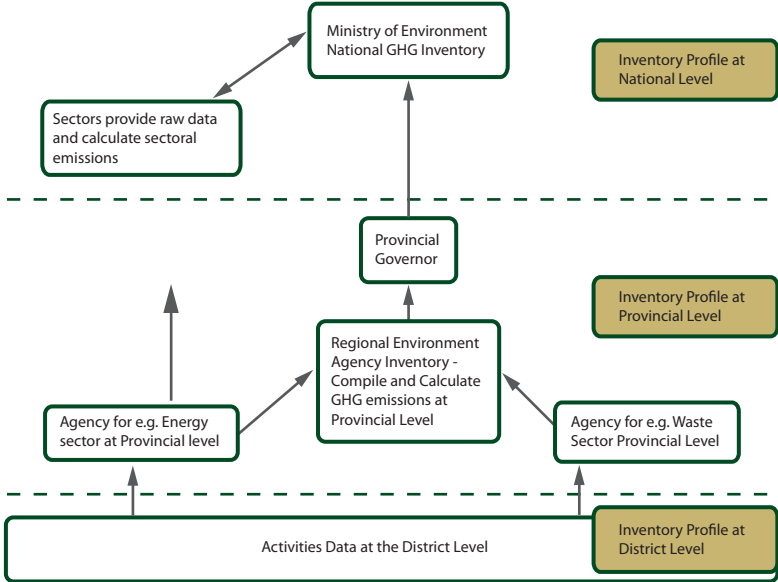 Ministry of Environment
National GHG Inventory
Inventory Profile at
National Level
Sectors provide raw data
and calculate sectoral
emissions
Provincial
Governor
Inventory Profile at
Provincial Level
Regional Environment
Agency Inventory -
Compile and Calculate
GHG emissions at
Provincial Level
Agency for e.g. Energy
sector at Provincial level
Agency for e.g. Waste
Sector Provincial Level
Activities Data at the District Level
Inventory Profile at
District Level